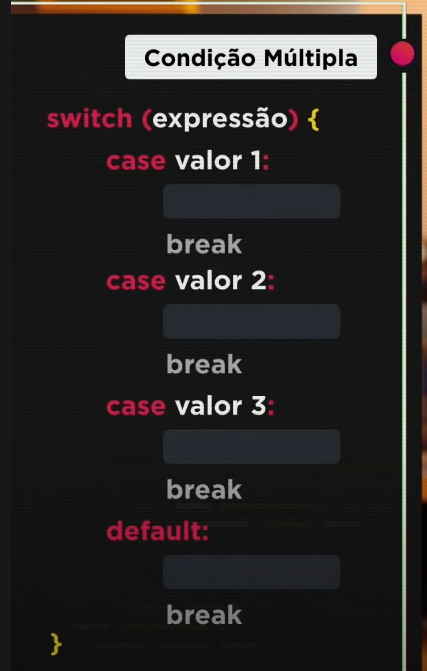 Condição Múltipla
switch (expressão) {
case valor 1:
break
case valor 2:
break
case valor 3:
break
default:
break
}